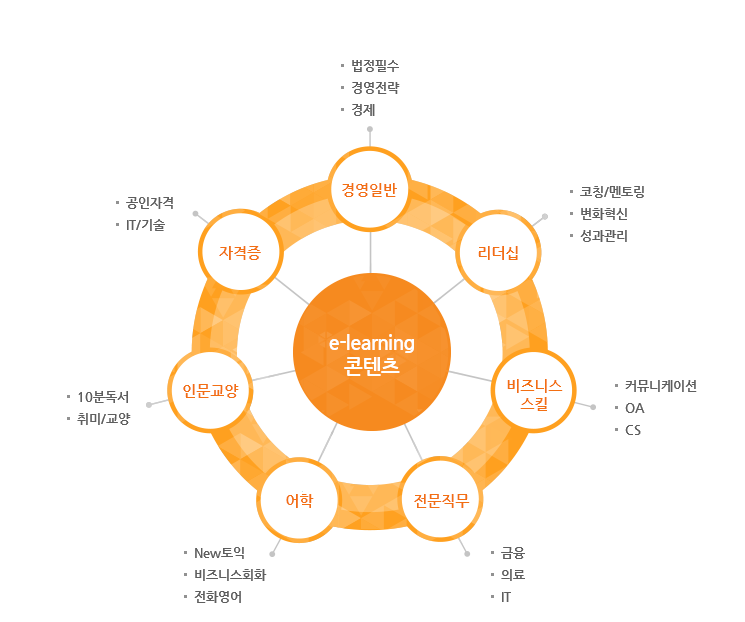 법정필수
경영전략
경제
경영일반
코칭/멘토링
변화혁신
성과관리
리더십
공인자격
IT/기술
자격증
e-learning
콘텐츠
비즈니스
스킬
커뮤니케이션
OA
CS
인문교양
10분독서
취미/교양
어학
전문직무
New토익
비즈니스회화
전화영어
금융
의료
IT